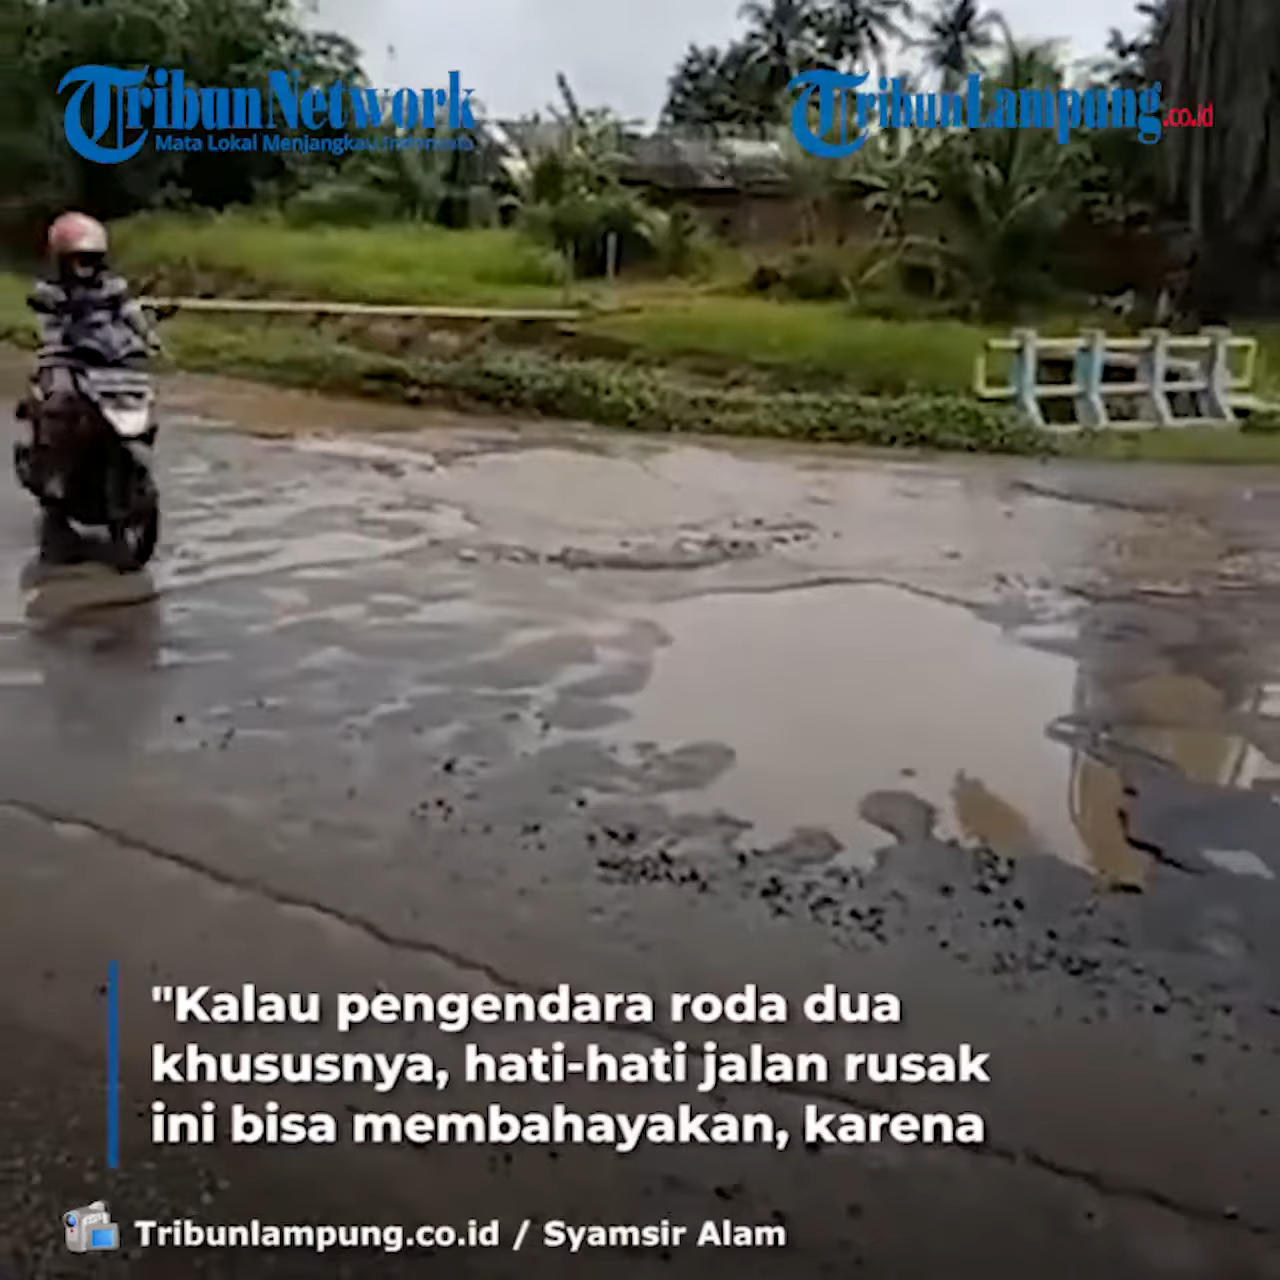 TribunNetwork
Mata Lokal Menjangkau Indonesia
TribunLampung.co.id
"Kalau pengendara roda dua
khususnya, hati-hati jalan rusak
ini bisa membahayakan, karena
Tribunlampung.co.id / Syamsir Alam